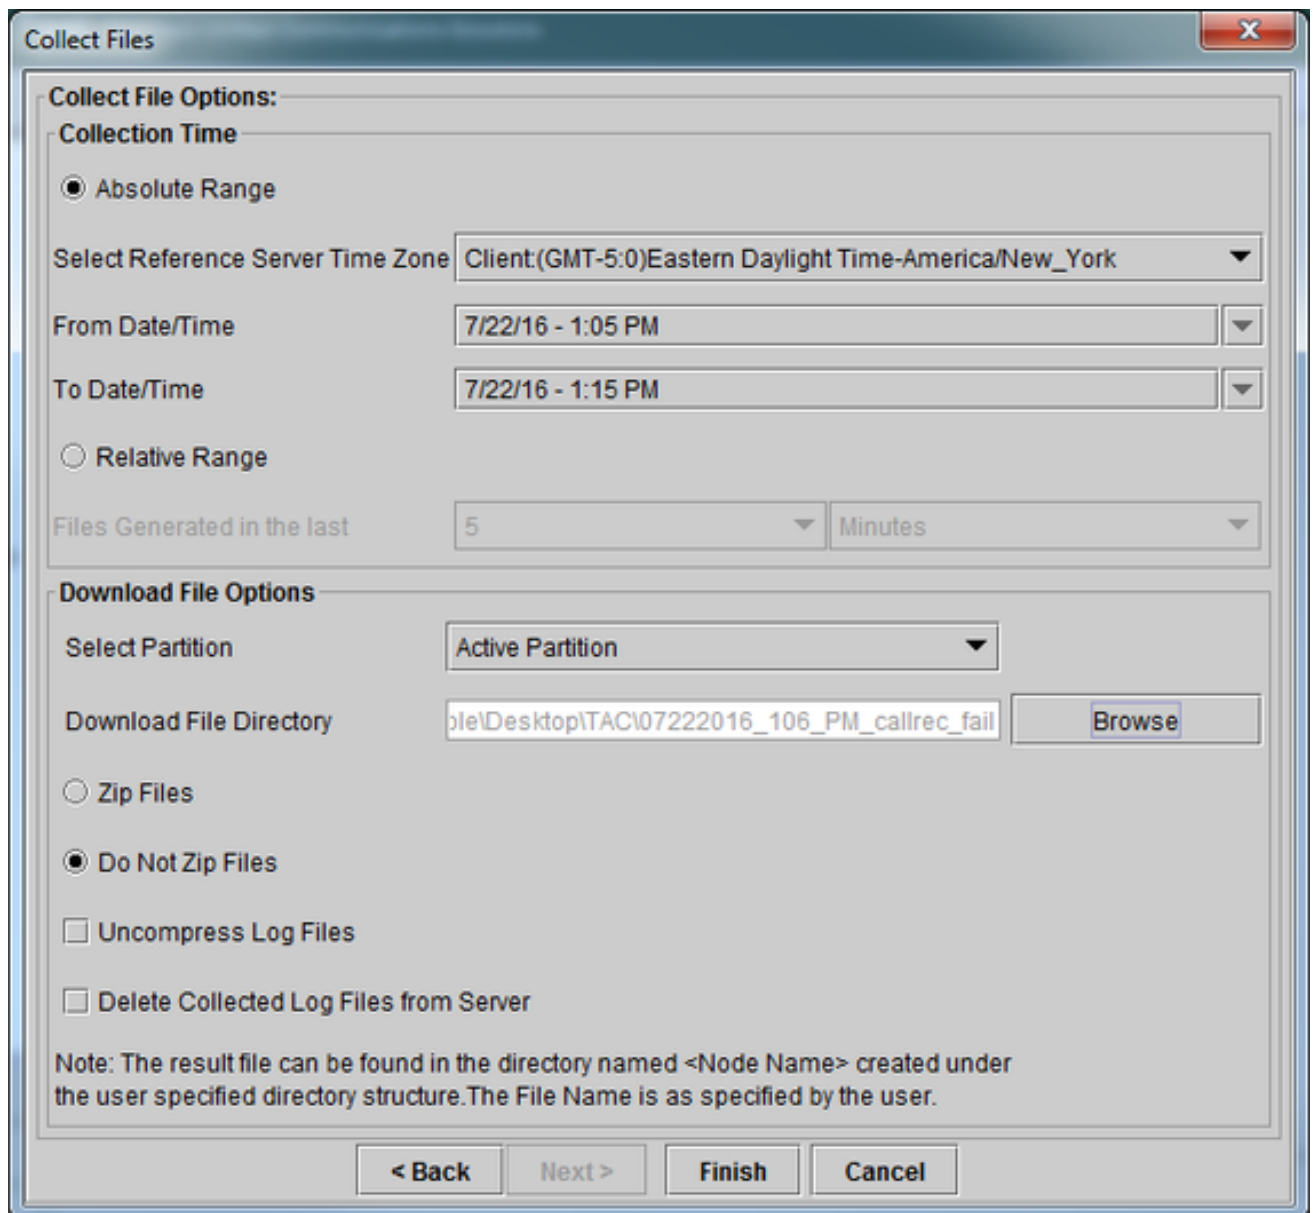 Collect Files
Collect File Options:
Collection Time
Absolute Range
Select Reference Server Time Zone Client:(GMT-5:0)Eastern Daylight Time-America/New_York
From Date/Time 7/22/16 - 1:05 PM
To Date/Time 7/22/16 - 1:15 PM
Relative Range
Files Generated in the last 5 Minutes
Download File Options
Select Partition Active Partition
Download File Directory ple\Desktop\TAC\07222016_106_PM_callrec_fail Browse
Zip Files
Do Not Zip Files
Uncompress Log Files
Delete Collected Log Files from Server
Note: The result file can be found in the directory named <Node Name> created under
the user specified directory structure.The File Name is as specified by the user.
< Back Next > Finish Cancel